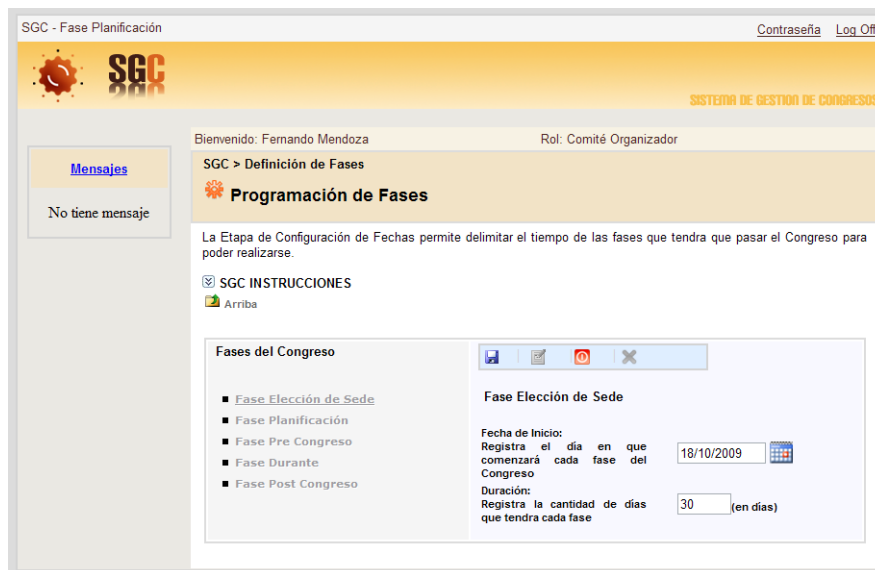 SGC - Fase Planificación
Contraseña Log Off
SGC
SISTEMA DE GESTION DE CONGRESOS
Bienvenido: Fernando Mendoza Rol: Comité Organizador
Mensajes
No tiene mensaje
SGC > Definición de Fases
Programación de Fases
La Etapa de Configuración de Fechas permite delimitar el tiempo de las fases que tendra que pasar el Congreso para
poder realizarse.
SGC INSTRUCCIONES
Arriba
Fases del Congreso
Fase Elección de Sede
Fase Planificación
Fase Pre Congreso
Fase Durante
Fase Post Congreso
Fase Elección de Sede
Fecha de Inicio:
Registra el día en que
comenzará cada fase del
Congreso
18/10/2009
Duración:
Registra la cantidad de días
que tendra cada fase
30 (en días)